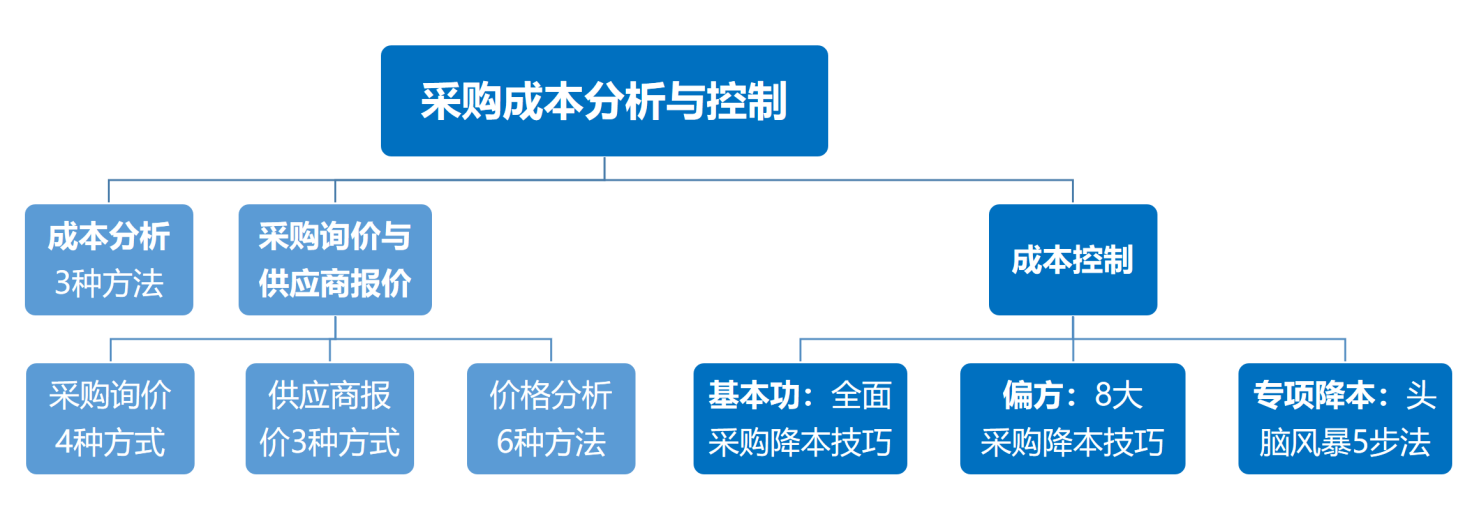 采购成本分析与控制
成本分析
3种方法
采购询价与
供应商报价
成本控制
采购询价
4种方式
供应商报
价3种方式
价格分析
6种方法
基本功：全面
采购降本技巧
偏方：8大
采购降本技巧
专项降本：头
脑风暴5步法